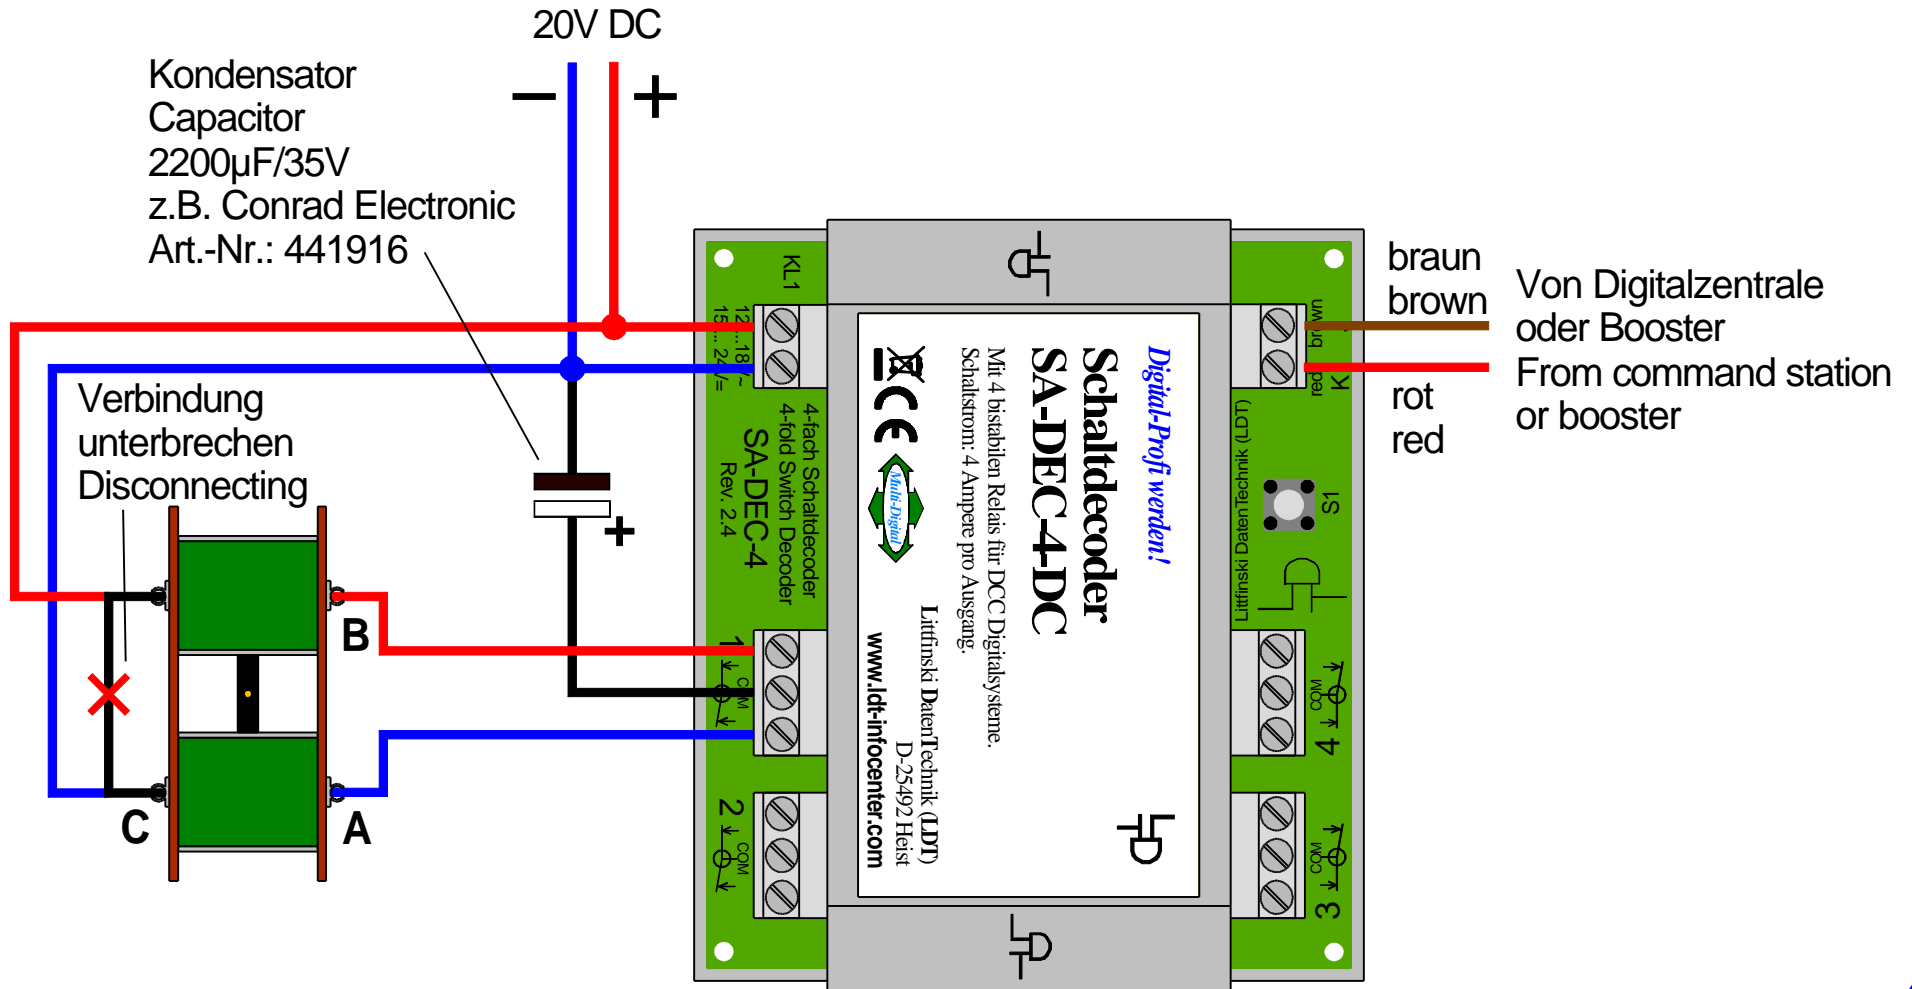 20V DC
Kondensator
Capacitor
2200µF/35V
z.B. Conrad Electronic
Art.-Nr.: 441916
− +
Verbindung
unterbrechen
Disconnecting
+
B
C
A
KL1
12...18V~
15... 24V=
4-fach Schaltdecoder
4-fold Switch Decoder
SA-DEC-4
Rev. 2.4
1
COM
2
COM
Digital-Profi werden!
Schaltdecoder
SA-DEC-4-DC
Mit 4 bistabilen Relais für DCC Digitalsysteme.
Schaltstrom: 4 Ampere pro Ausgang.
CE
Multi-Digital
Littfinski DatenTechnik (LDT)
D-25492 Heist
www.ldt-infocenter.com
brown
red
K
Littfinski DatenTechnik (LDT)
S1
COM
4
COM
3
braun
brown
rot
red
Von Digitalzentrale
oder Booster
From command station
or booster